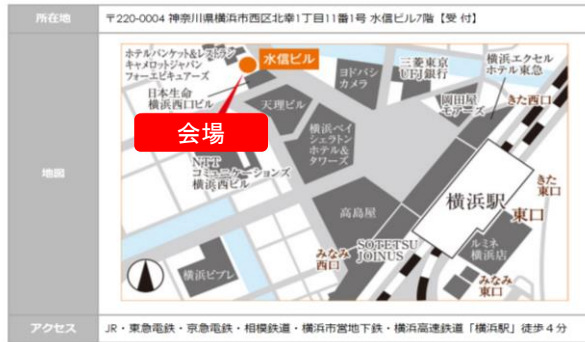 所在地
〒220-0004 神奈川県横浜市西区北幸1丁目11番1号 水信ビル7階【受 付】
地図
ホテルバンケット&レストラン
キャメロットジャパン
フォーエピキュアーズ
水信ビル
日本生命
横浜西口ビル
会場
天理ビル
ヨドバシ
カメラ
三菱東京
UFJ銀行
横浜エクセル
ホテル東急
岡田屋
モアーズ
きた西口
横浜ベイ
シェラトン
ホテル&
タワーズ
NTT
コミュニケーションズ
横浜西ビル
高島屋
横浜駅
きた
東口
東口
みなみ
西口
SOTETSU
JOINUS
ルミネ
横浜店
みなみ
東口
横浜ビブレ
アクセス
JR・東急電鉄・京急電鉄・相模鉄道・横浜市営地下鉄・横浜高速鉄道「横浜駅」徒歩4分